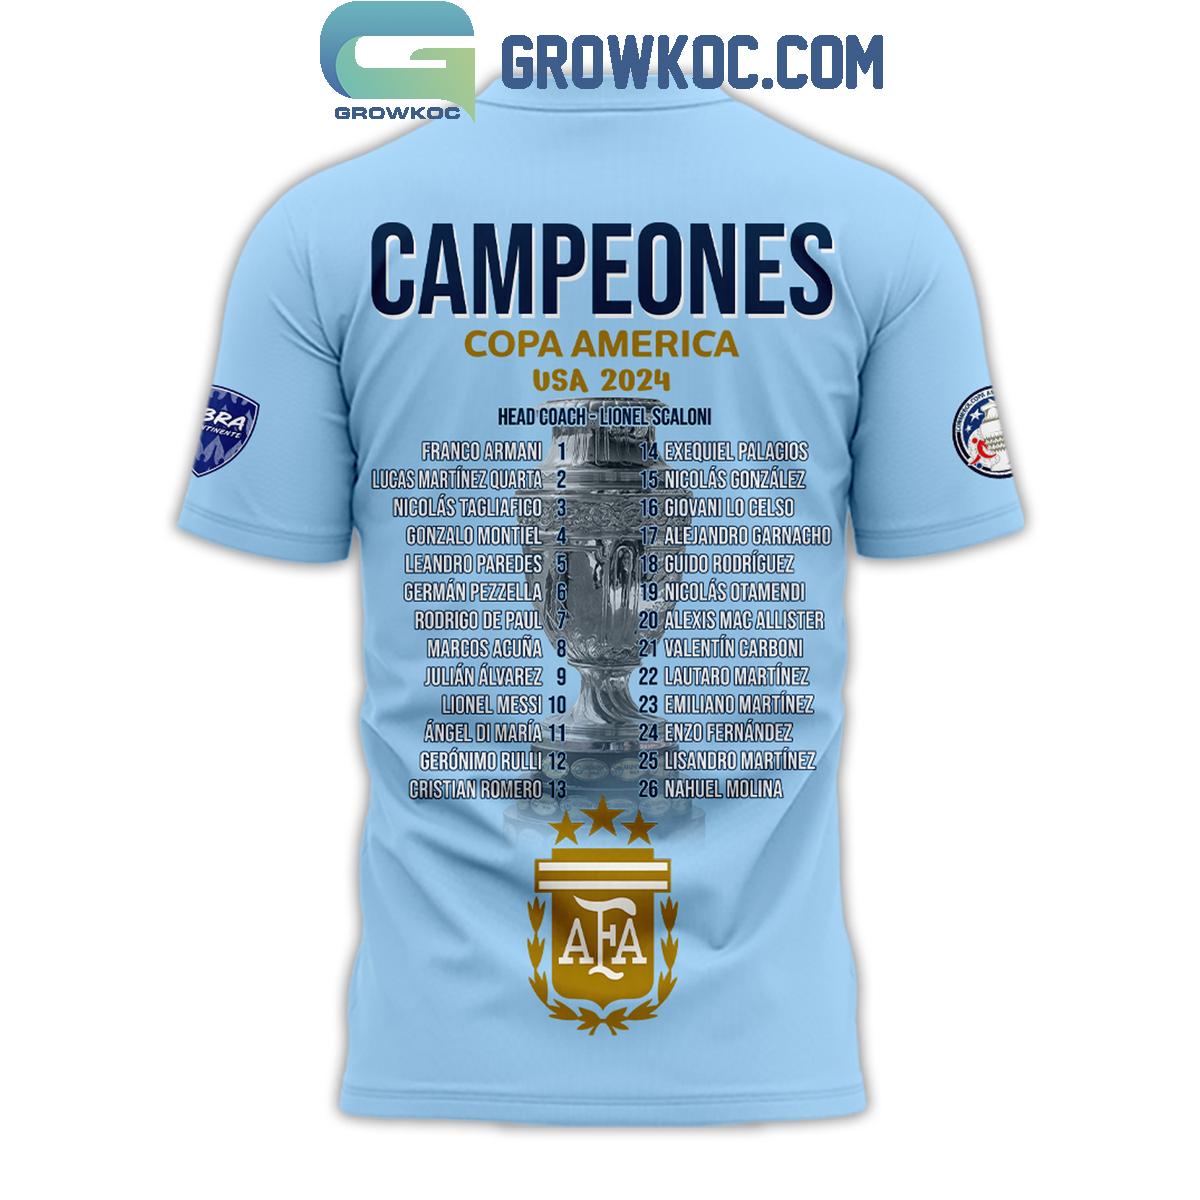 GROWKOC
GROWKOC.COM
CAMPEONES
COPA AMERICA
USA 2024
HEAD COACH - LIONEL SCALONI
FRANCO ARMANI 1
LUCAS MARTÍNEZ QUARTA 2
NICOLÁS TAGLIAFICO 3
GONZALO MONTIEL 4
LEANDRO PAREDES 5
GERMÁN PEZZELLA 6
RODRIGO DE PAUL 7
MARCOS ACUÑA 8
JULIÁN ÁLVAREZ 9
LIONEL MESSI 10
ÁNGEL DI MARÍA 11
GERÓNIMO RULLI 12
CRISTIAN ROMERO 13
14 EXEQUIEL PALACIOS
15 NICOLÁS GONZÁLEZ
16 GIOVANI LO CELSO
17 ALEJANDRO GARNACHO
18 GUIDO RODRÍGUEZ
19 NICOLÁS OTAMENDI
20 ALEXIS MAC ALLISTER
21 VALENTÍN CARBONI
22 LAUTARO MARTÍNEZ
23 EMILIANO MARTÍNEZ
24 ENZO FERNÁNDEZ
25 LISANDRO MARTÍNEZ
26 NAHUEL MOLINA
AFA
BRA